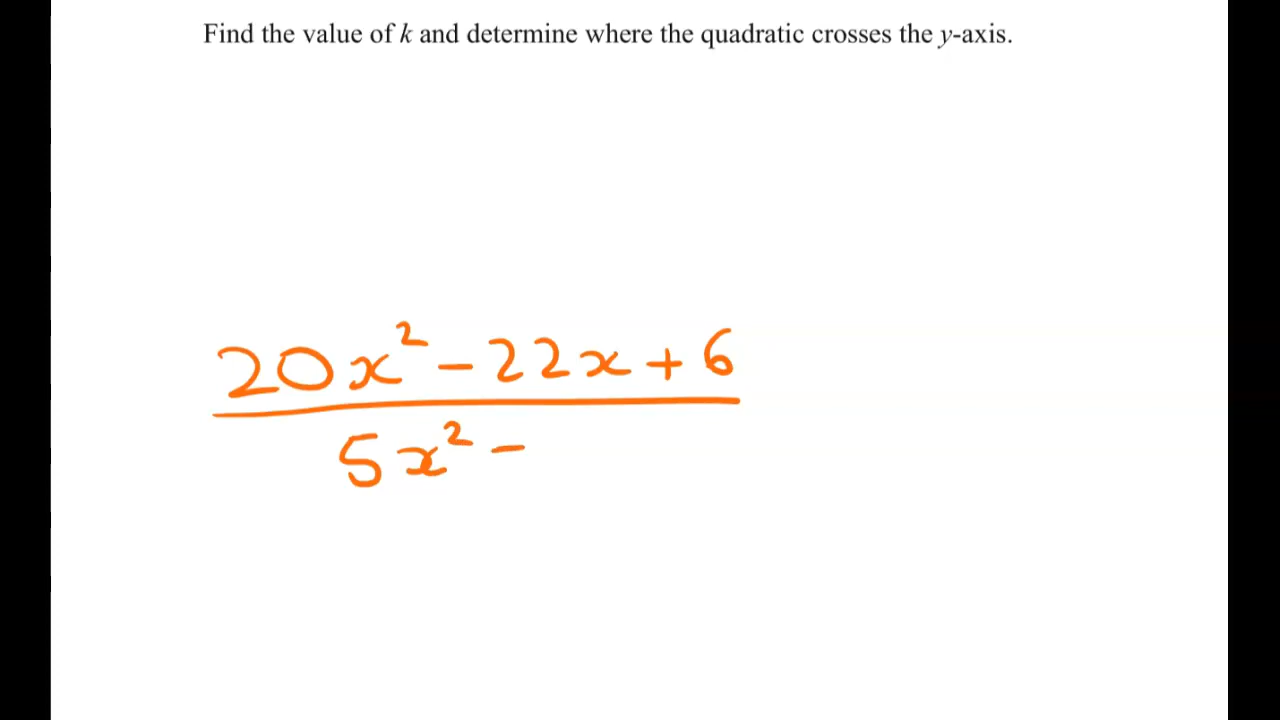 Find the value of k and determine where the quadratic crosses the y-axis.
20x² - 22x + 6
5x² -